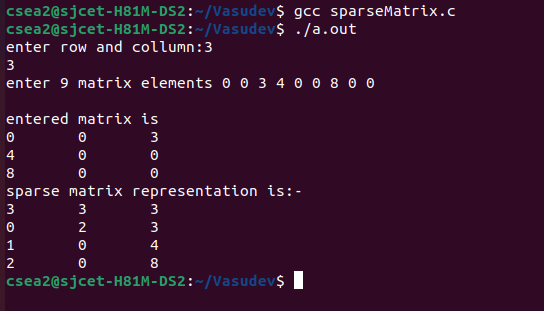 csea2@sjcet-H81M-DS2:~/Vasudev$ gcc sparseMatrix.c
csea2@sjcet-H81M-DS2:~/Vasudev$ ./a.out
enter row and collumn:3
3
enter 9 matrix elements 0 0 3 4 0 0 8 0 0
entered matrix is
0 0 3
4 0 0
8 0 0
sparse matrix representation is:-
3 3 3
0 2 3
1 0 4
2 0 8
csea2@sjcet-H81M-DS2:~/Vasudev$